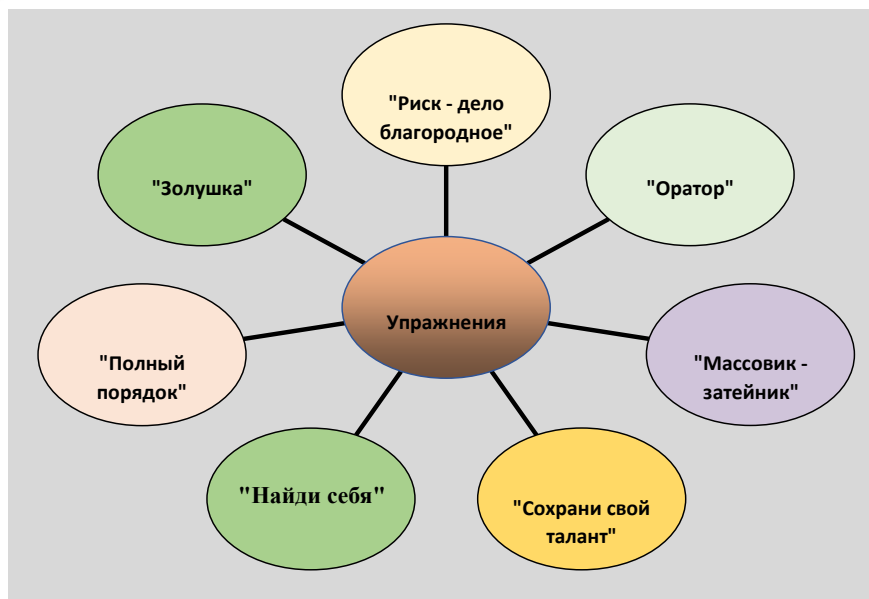 "Риск - дело
благородное"
"Золушка"
"Оратор"
Упражнения
"Полный
порядок"
"Массовик -
затейник"
"Найди себя"
"Сохрани свой
талант"